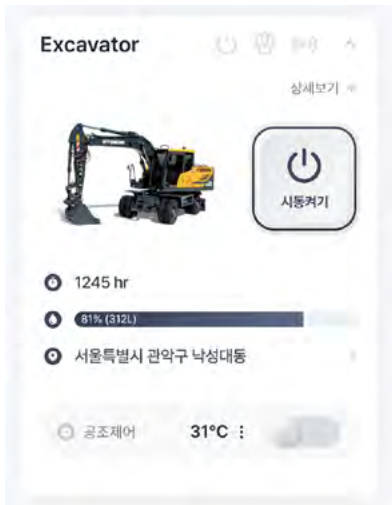 Excavator
상세보기
시동켜기
1245 hr
81% (312L)
서울특별시 관악구 낙성대동
공조제어 31°C